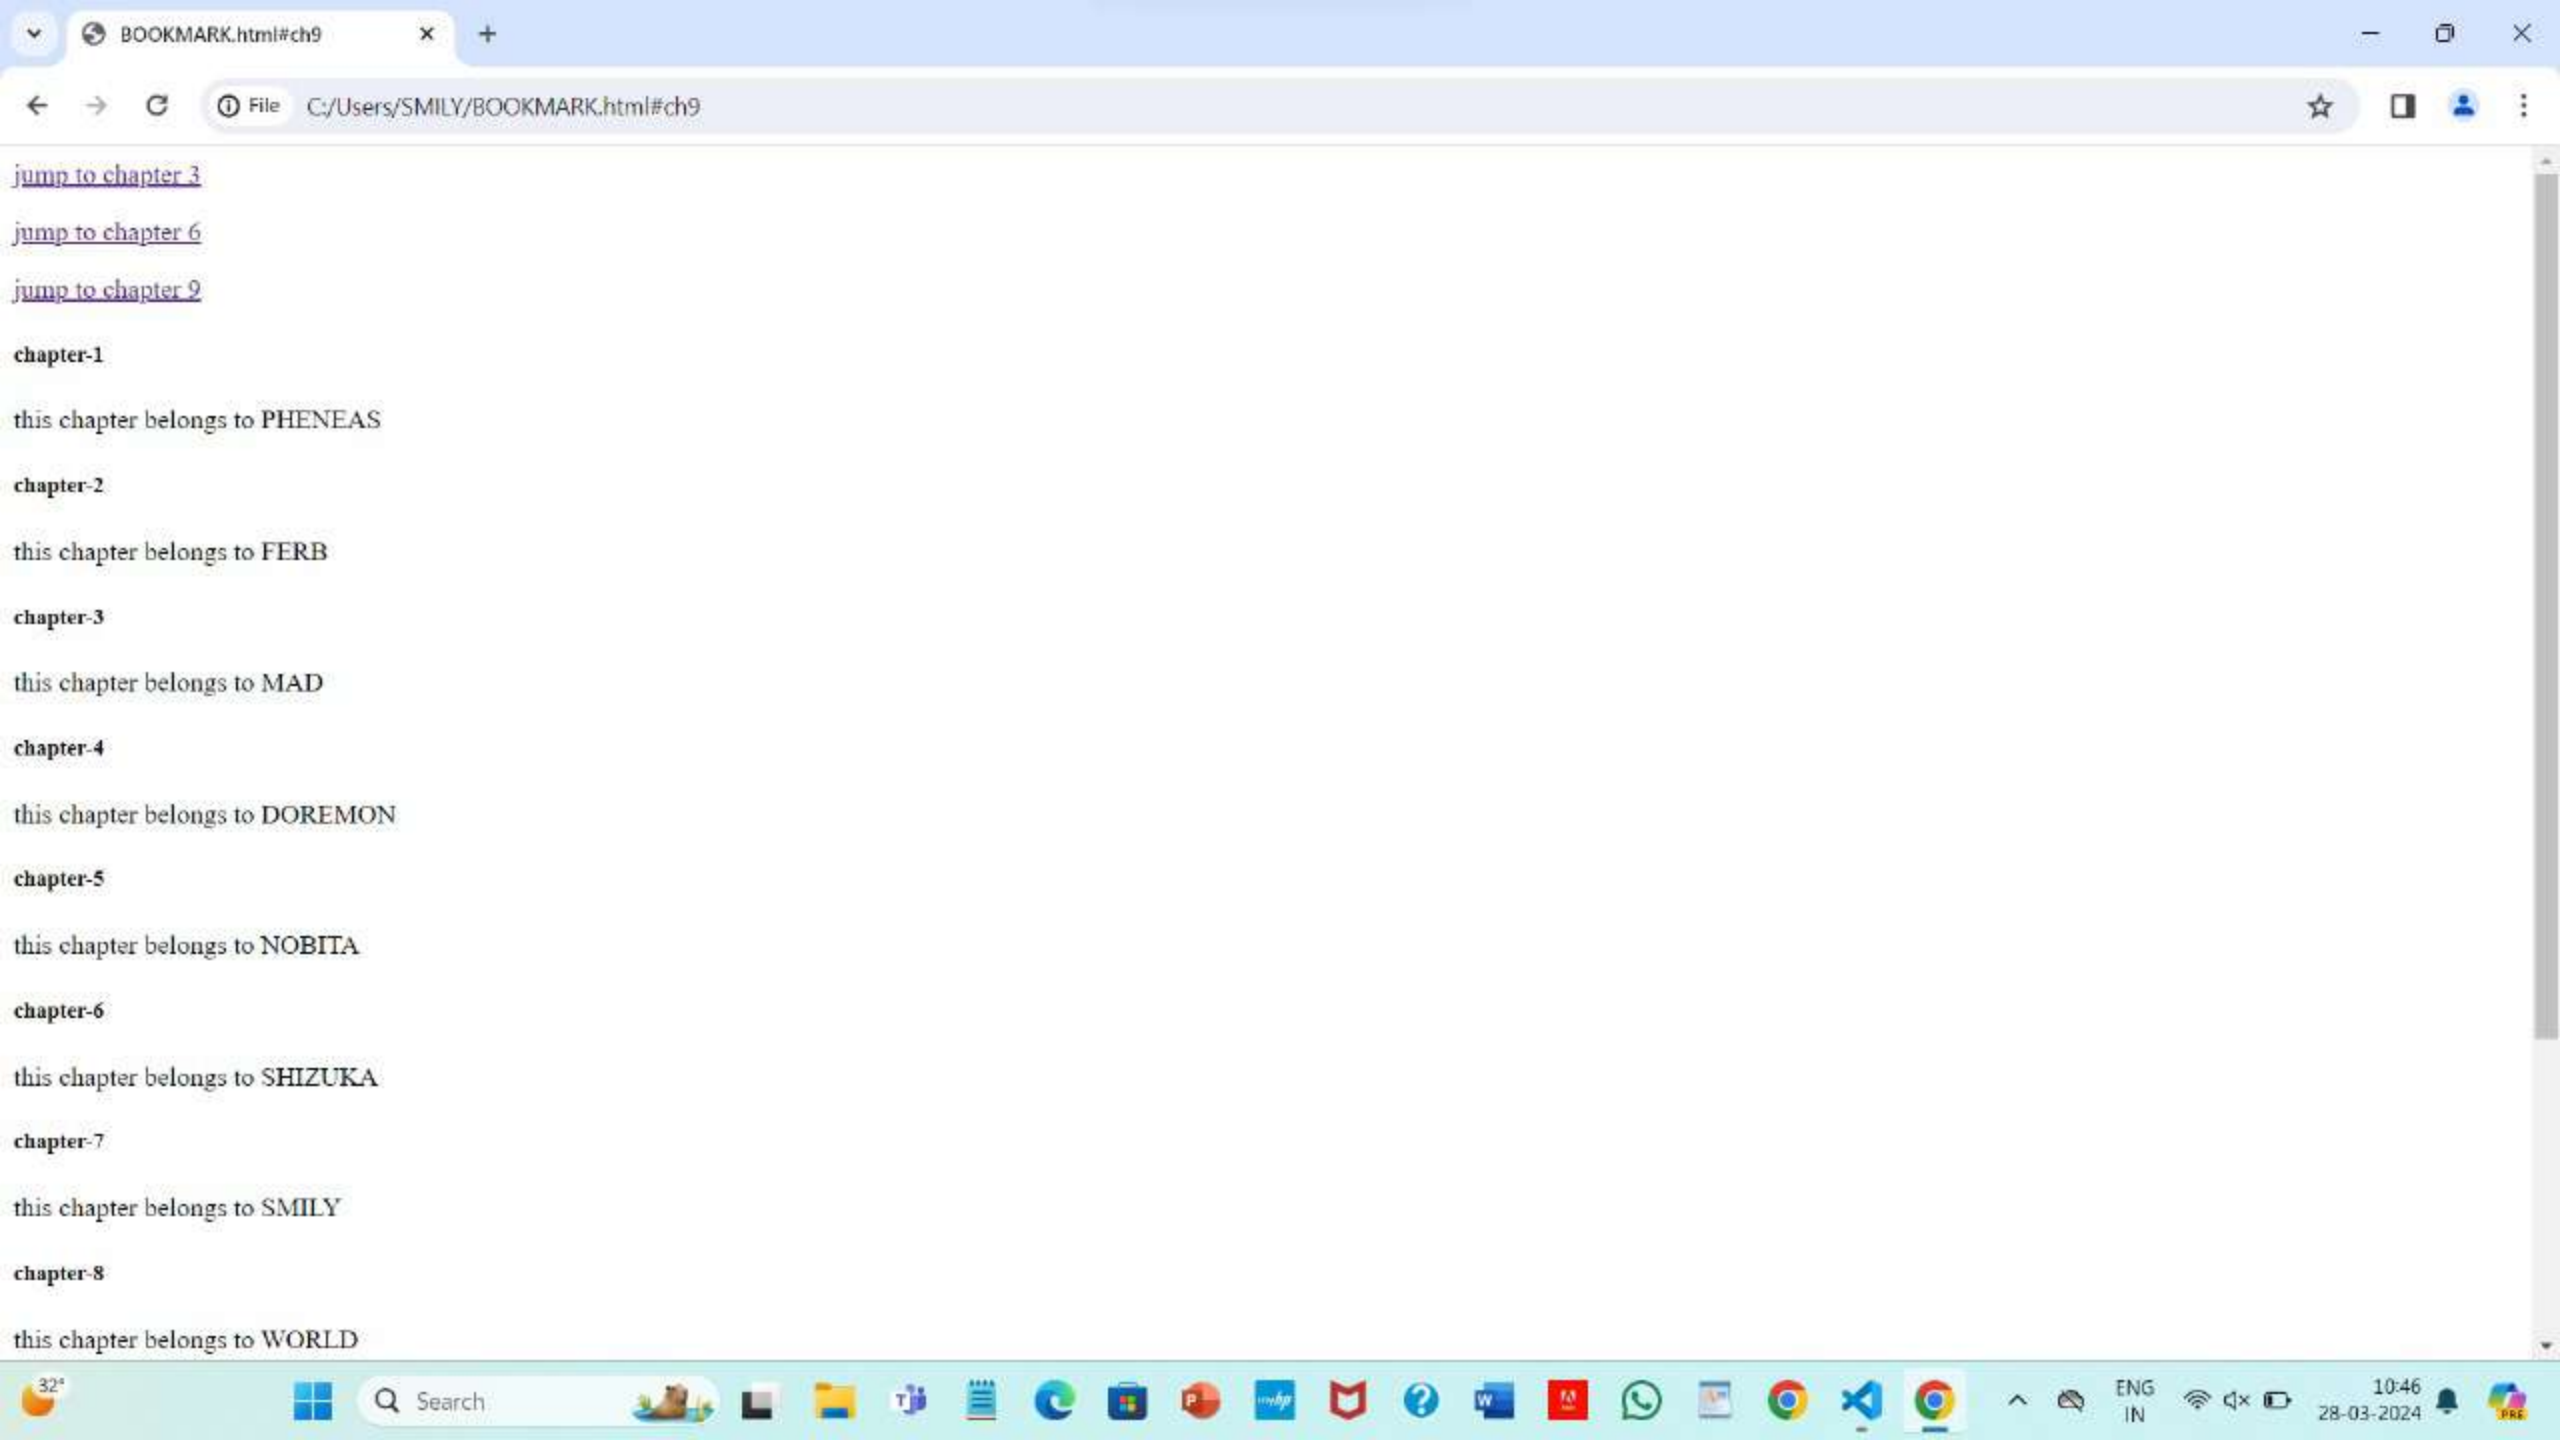 BOOKMARK.html#ch9
File C:/Users/SMILY/BOOKMARK.html#ch9
jump to chapter 3
jump to chapter 6
jump to chapter 9
chapter-1
this chapter belongs to PHENEAS
chapter-2
this chapter belongs to FERB
chapter-3
this chapter belongs to MAD
chapter-4
this chapter belongs to DOREMON
chapter-5
this chapter belongs to NOBITA
chapter-6
this chapter belongs to SHIZUKA
chapter-7
this chapter belongs to SMILY
chapter-8
this chapter belongs to WORLD
32°
Search
ENG
IN
10:46
28-03-2024
PRE